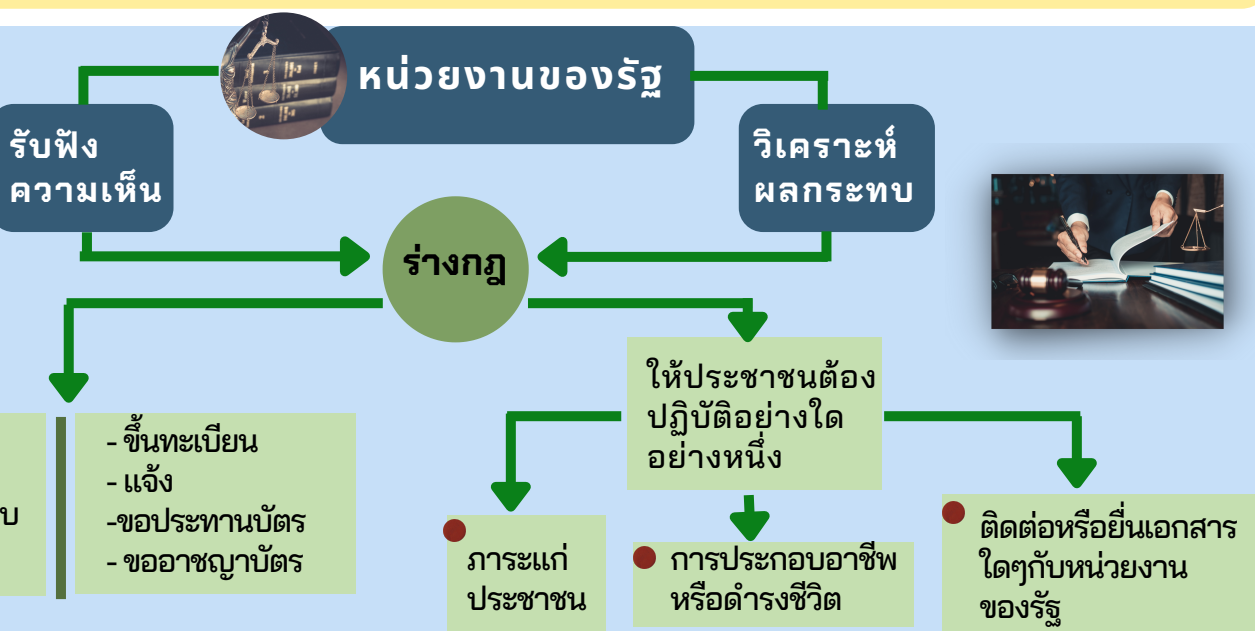 หน่วยงานของรัฐ
รับฟัง
ความเห็น
วิเคราะห์
ผลกระทบ
ร่างกฎ
- ขึ้นทะเบียน
- แจ้ง
-ขอประทานบัตร
- ขออาชญาบัตร
ให้ประชาชนต้อง
ปฏิบัติอย่างใด
อย่างหนึ่ง
ภาระแก่
ประชาชน
การประกอบอาชีพ
หรือดำรงชีวิต
ติดต่อหรือยื่นเอกสาร
ใดๆกับหน่วยงาน
ของรัฐ